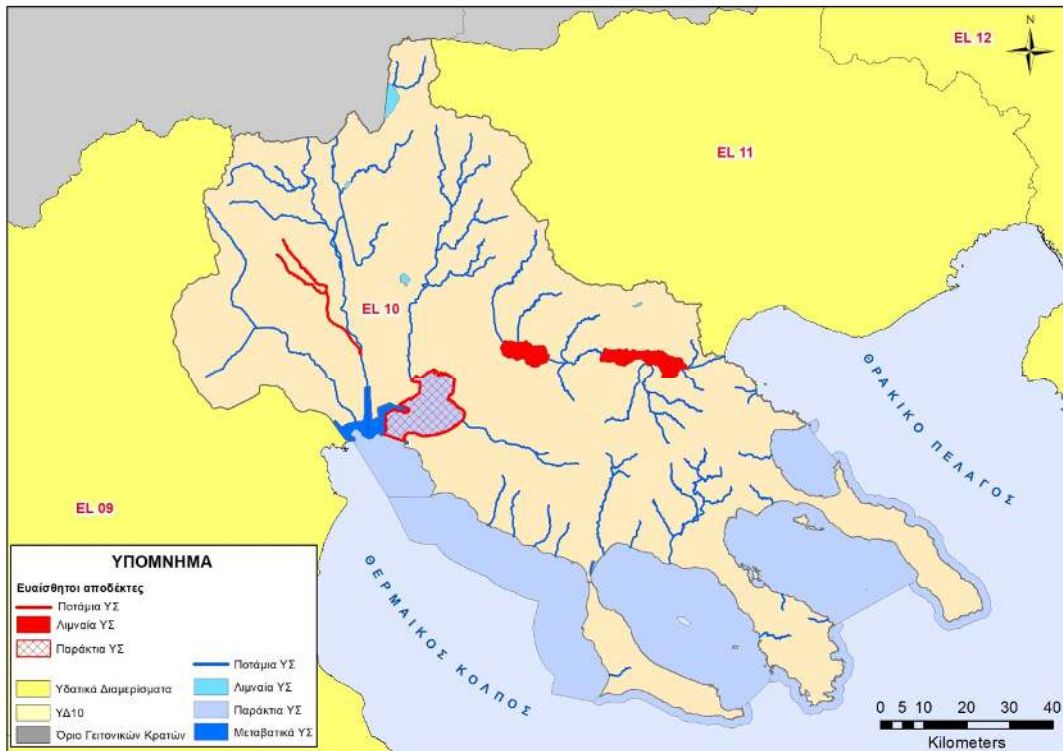 N
EL 12
EL 11
EL 10
EL 09
ΘΡΑΚΙΚΟ ΠΕΛΑΓΟΣ
ΘΕΡΜΑΙΚΟΣ ΚΟΛΠΟΣ
ΥΠΟΜΝΗΜΑ
Ευαίσθητοι αποδέκτες
Ποτάμια ΥΣ
Λιμναία ΥΣ
Παράκτια ΥΣ
Υδατικά Διαμερίσματα
ΥΔ10
Όριο Γειτονικών Κρατών
Ποτάμια ΥΣ
Λιμναία ΥΣ
Παράκτια ΥΣ
Μεταβατικά ΥΣ
0 5 10 20 30 40
Kilometers